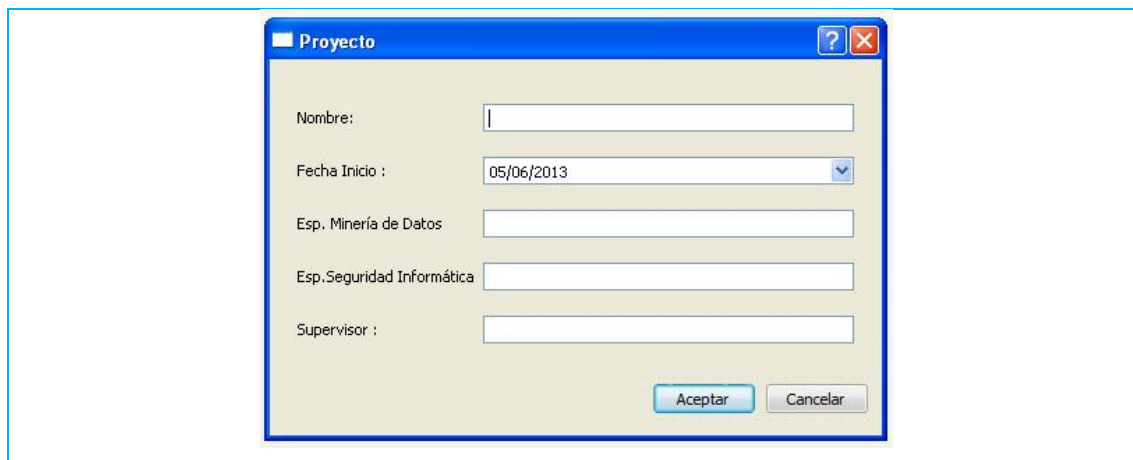 Proyecto
Nombre:
Fecha Inicio : 05/06/2013
Esp. Minería de Datos
Esp.Seguridad Informática
Supervisor :
Aceptar Cancelar